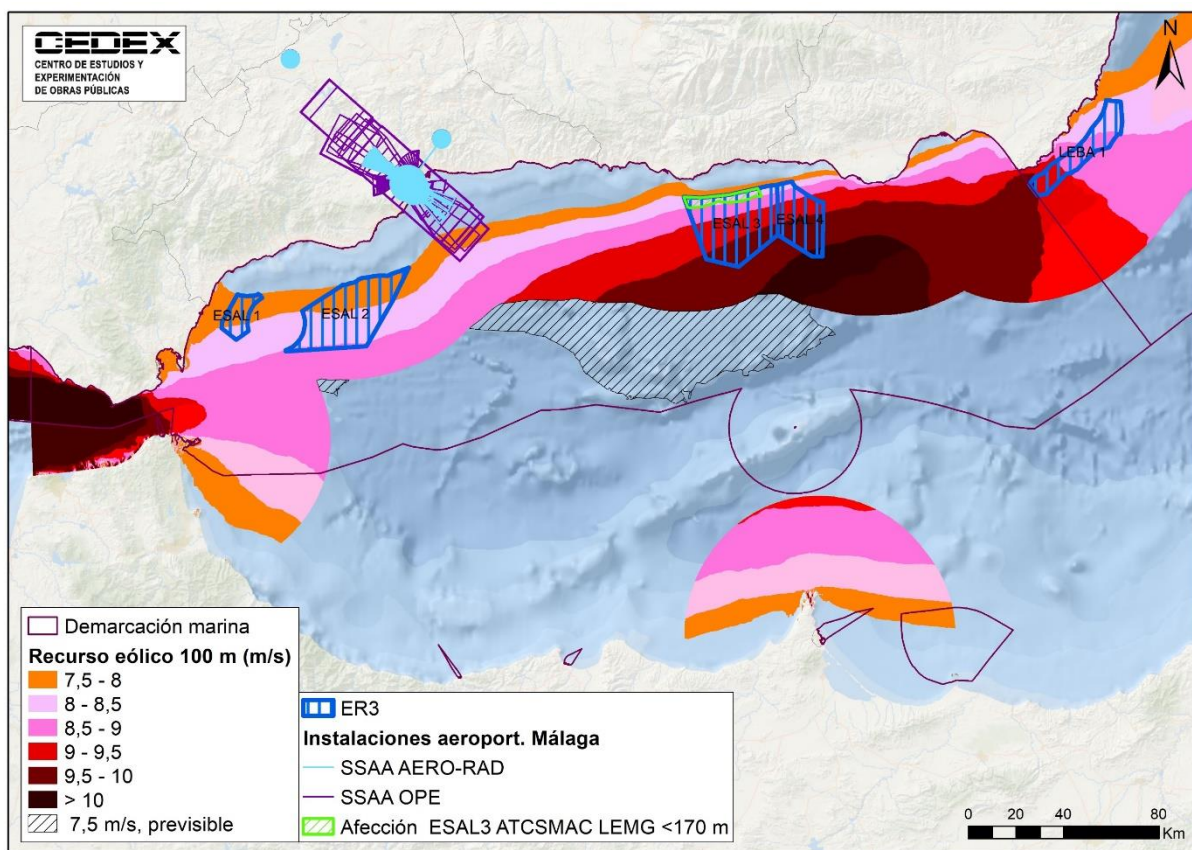 CEDEX
CENTRO DE ESTUDIOS Y
EXPERIMENTACIÓN
DE OBRAS PÚBLICAS
N
LEBA 1
ESAL 3
ESAL 4
ESAL 1
ESAL 2
Demarcación marina
Recurso eólico 100 m (m/s)
7,5 - 8
8 - 8,5
8,5 - 9
9 - 9,5
9,5 - 10
> 10
7,5 m/s, previsible
ER3
Instalaciones aeroport. Málaga
SSAA AERO-RAD
SSAA OPE
Afección ESAL3 ATCSMAC LEMG <170 m
0 20 40 60 80
Km